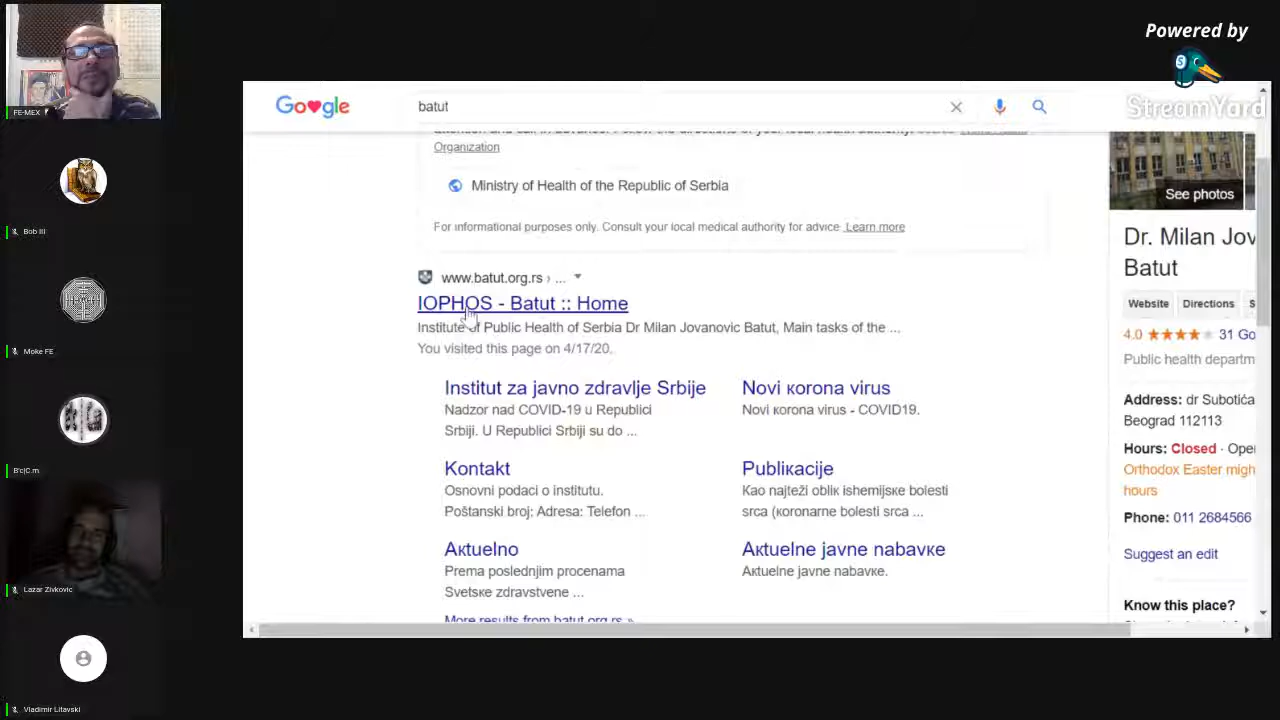 Powered by
StreamYard
FE-MEX
Bob III
Moke FE
B'c|C.m
Lazar Zivkovic
Vladimir Litavski
Google
batut
Organization
Ministry of Health of the Republic of Serbia
For informational purposes only. Consult your local medical authority for advice. Learn more
www.batut.org.rs › ...
IOPHOS - Batut :: Home
Institute of Public Health of Serbia Dr Milan Jovanovic Batut, Main tasks of the ...
You visited this page on 4/17/20.
Institut za javno zdravlje Srbije
Nadzor nad COVID-19 u Republici
Srbiji. U Republici Srbiji su do ...
Novi korona virus
Novi korona virus - COVID19.
Kontakt
Osnovni podaci o institutu.
Poštanski broj: Adresa: Telefon ...
Publikacije
Kao najteži oblik ishemijske bolesti
srca (koronarne bolesti srca ...
Aktuelno
Prema poslednjim procenama
Svetske zdravstvene ...
Aktuelne javne nabavke
Aktuelne javne nabavke.
More results from batut.org.rs »
See photos
Dr. Milan Jov
Batut
Website
Directions
S
4.0 ★★★★★ 31 Go
Public health departm
Address: dr Subotića
Beograd 112113
Hours: Closed · Ope
Orthodox Easter migh
hours
Phone: 011 2684566
Suggest an edit
Know this place?